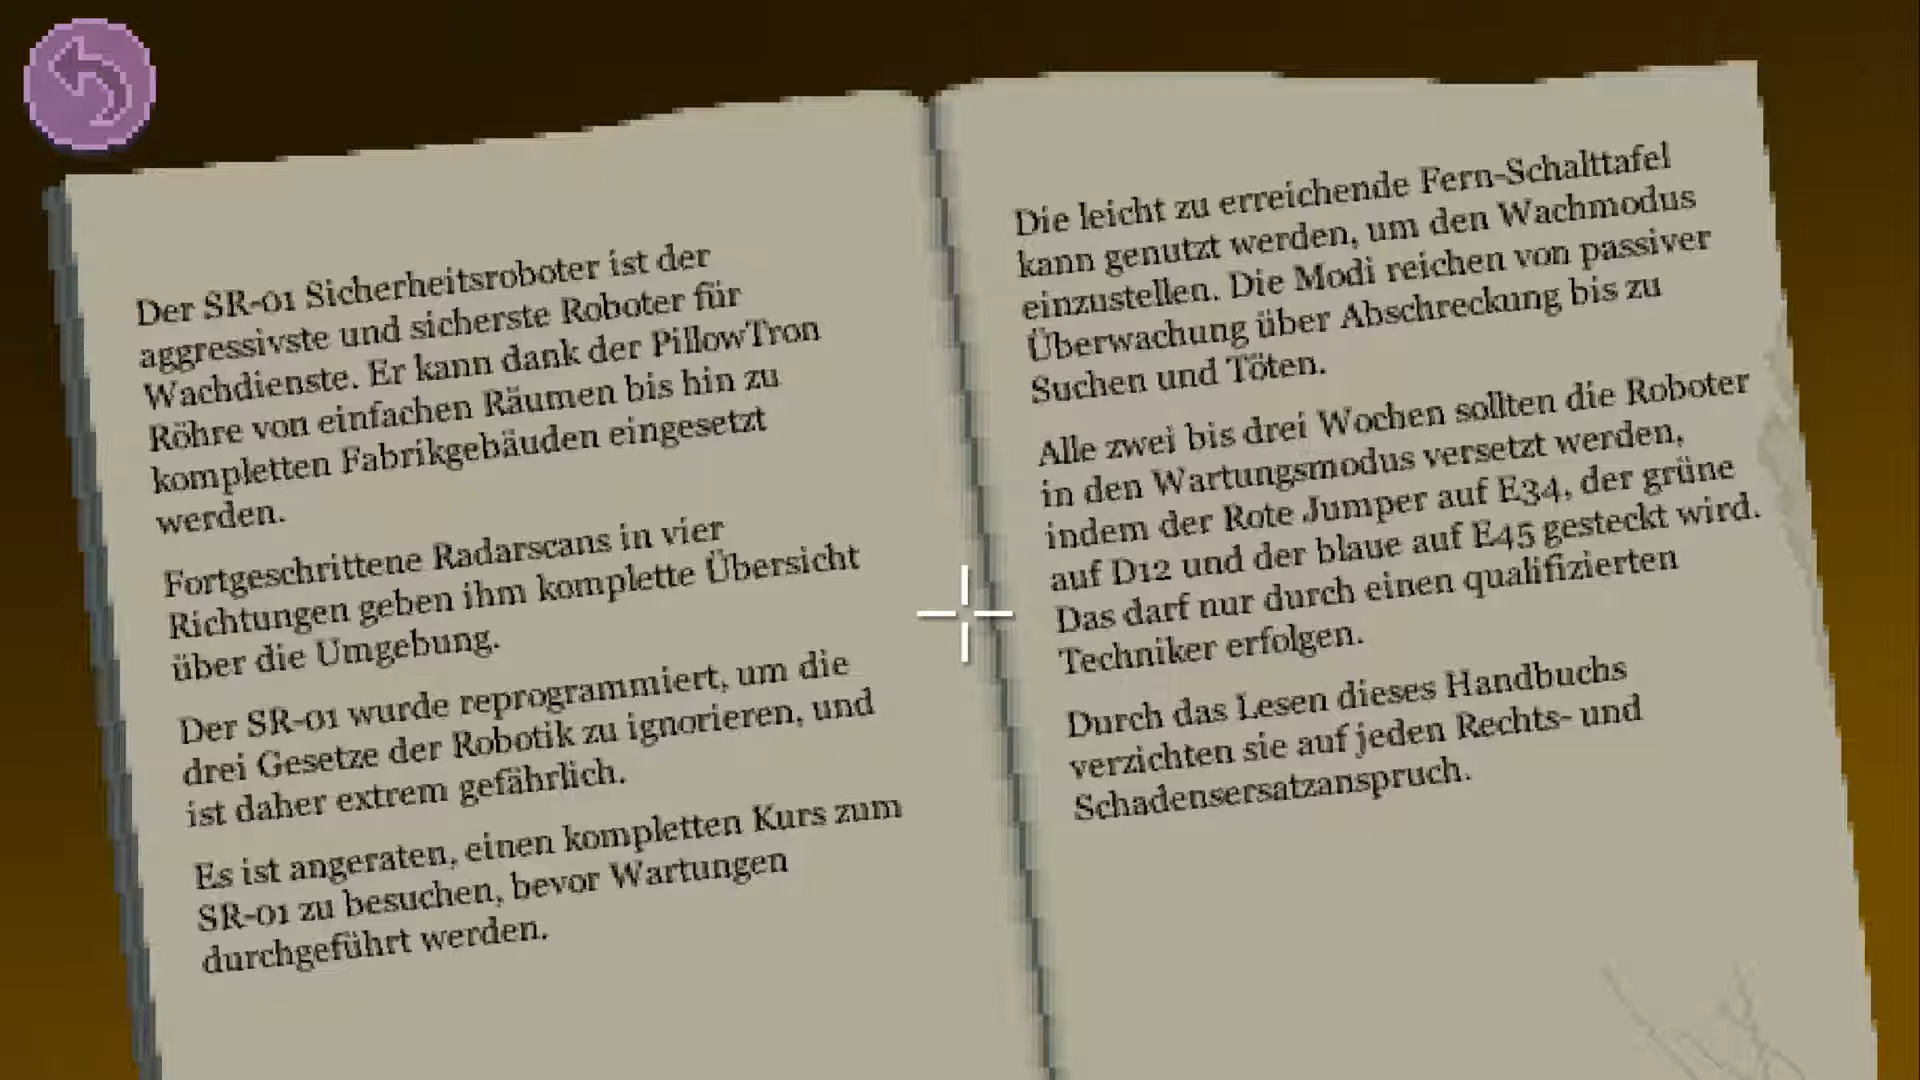 Der SR-01 Sicherheitsroboter ist der
aggressivste und sicherste Roboter für
Wachdienste. Er kann dank der PillowTron
Röhre von einfachen Räumen bis hin zu
kompletten Fabrikgebäuden eingesetzt
werden.
Fortgeschrittene Radarscans in vier
Richtungen geben ihm komplette Übersicht
über die Umgebung.
Der SR-01 wurde reprogrammiert, um die
drei Gesetze der Robotik zu ignorieren, und
ist daher extrem gefährlich.
Es ist angeraten, einen kompletten Kurs zum
SR-01 zu besuchen, bevor Wartungen
durchgeführt werden.
Die leicht zu erreichende Fern-Schalttafel
kann genutzt werden, um den Wachmodus
einzustellen. Die Modi reichen von passiver
Überwachung über Abschreckung bis zu
Suchen und Töten.
Alle zwei bis drei Wochen sollten die Roboter
in den Wartungsmodus versetzt werden,
indem der Rote Jumper auf E34, der grüne
auf D12 und der blaue auf E45 gesteckt wird.
Das darf nur durch einen qualifizierten
Techniker erfolgen.
Durch das Lesen dieses Handbuchs
verzichten sie auf jeden Rechts- und
Schadensersatzanspruch.